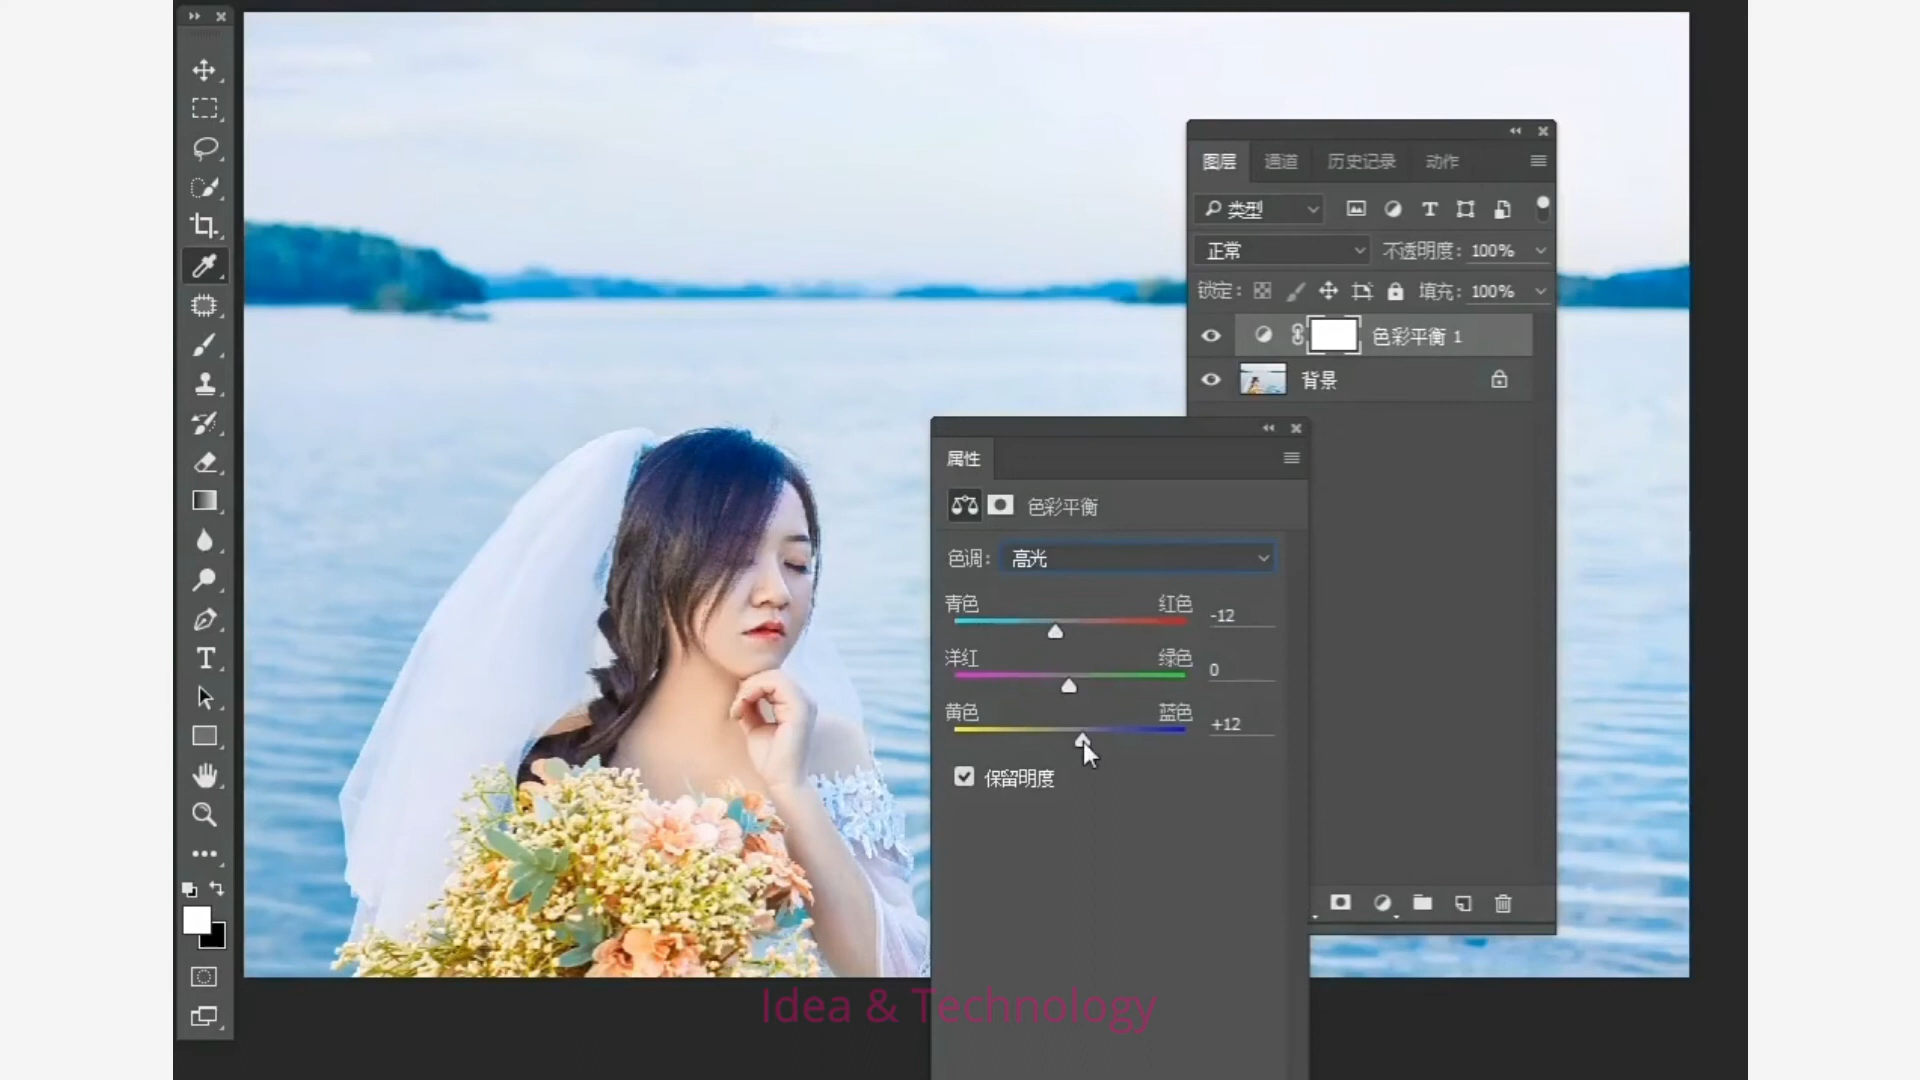 图层 通道 历史记录 动作
类型
正常 不透明度: 100%
锁定: 填充: 100%
色彩平衡 1
背景
属性
色彩平衡
色调: 高光
青色 红色 -12
洋红 绿色 0
黄色 蓝色 +12
保留明度
Idea & Technology